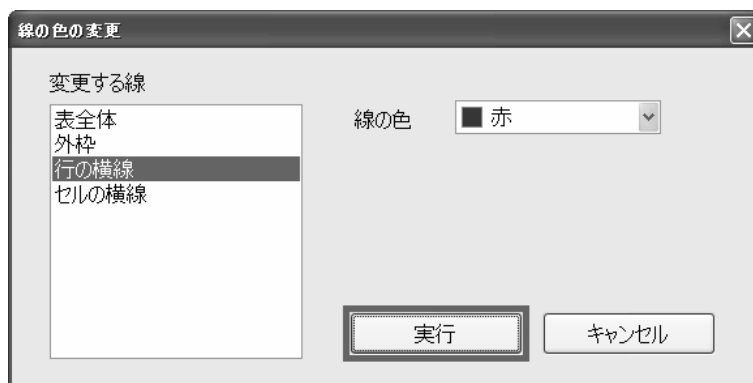 線の色の変更
変更する線
表全体
外枠
行の横線
セルの横線
線の色
赤
実行
キャンセル